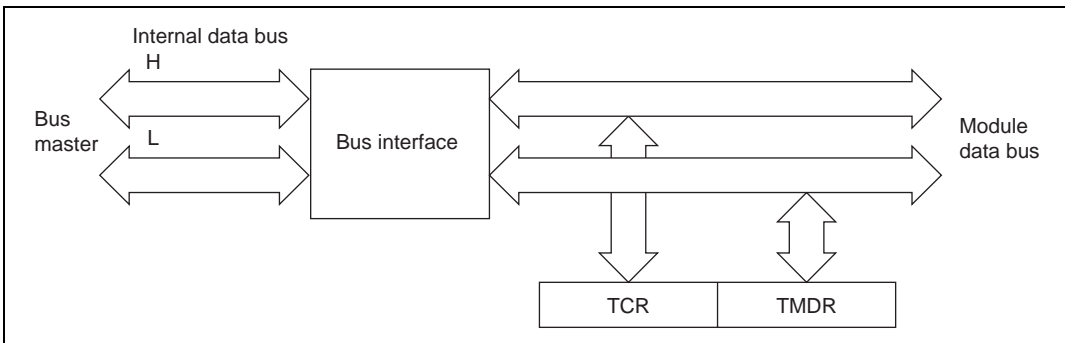 Internal data bus
H
Bus
master
L
Bus interface
Module
data bus
TCR
TMDR